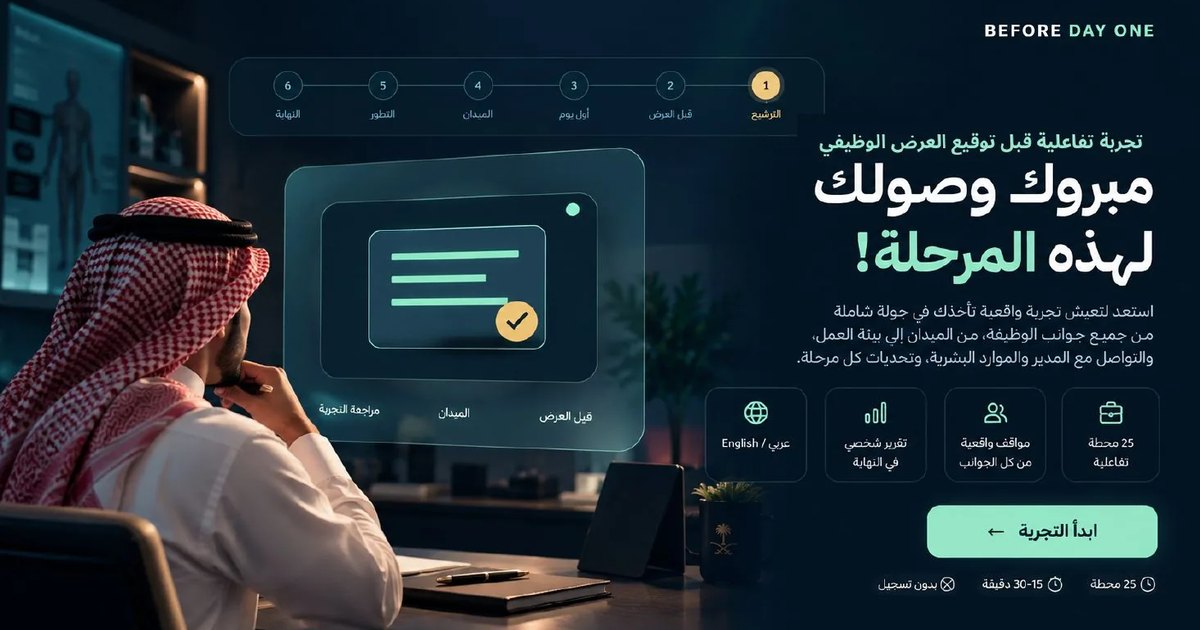 BEFORE DAY ONE
1
2
3
4
5
6
الترشيح
قبل العرض
أول يوم
الميدان
التطور
النهاية
تجربة تفاعلية قبل توقيع العرض الوظيفي
مبروك وصولك
لهذه المرحلة!
استعد لتعيش تجربة واقعية تأخذك في جولة شاملة
من جميع جوانب الوظيفة، من الميدان إلى بيئة العمل،
والتواصل مع المدير والموارد البشرية، وتحديات كل مرحلة.
قبل العرض
الميدان
مراجعة التجربة
25 محطة
تفاعلية
مواقف واقعية
من كل الجوانب
تقرير شخصي
في النهاية
عربي / English
ابدأ التجربة ←
25 محطة
15-30 دقيقة
بدون تسجيل